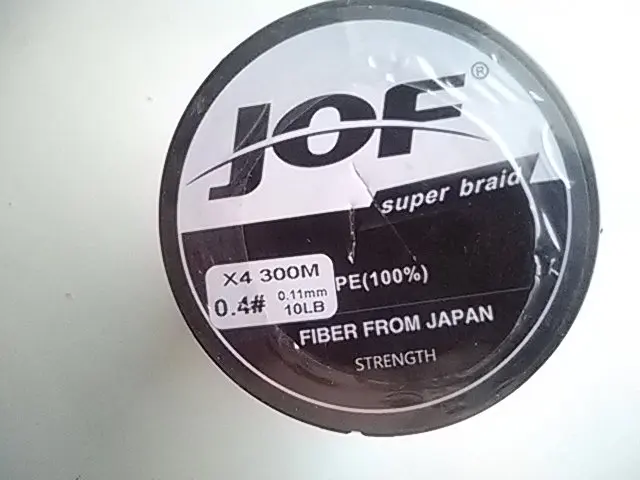 JOF®
super braid
X4 300M
0.4# 0.11mm
10LB
PE(100%)
FIBER FROM JAPAN
STRENGTH